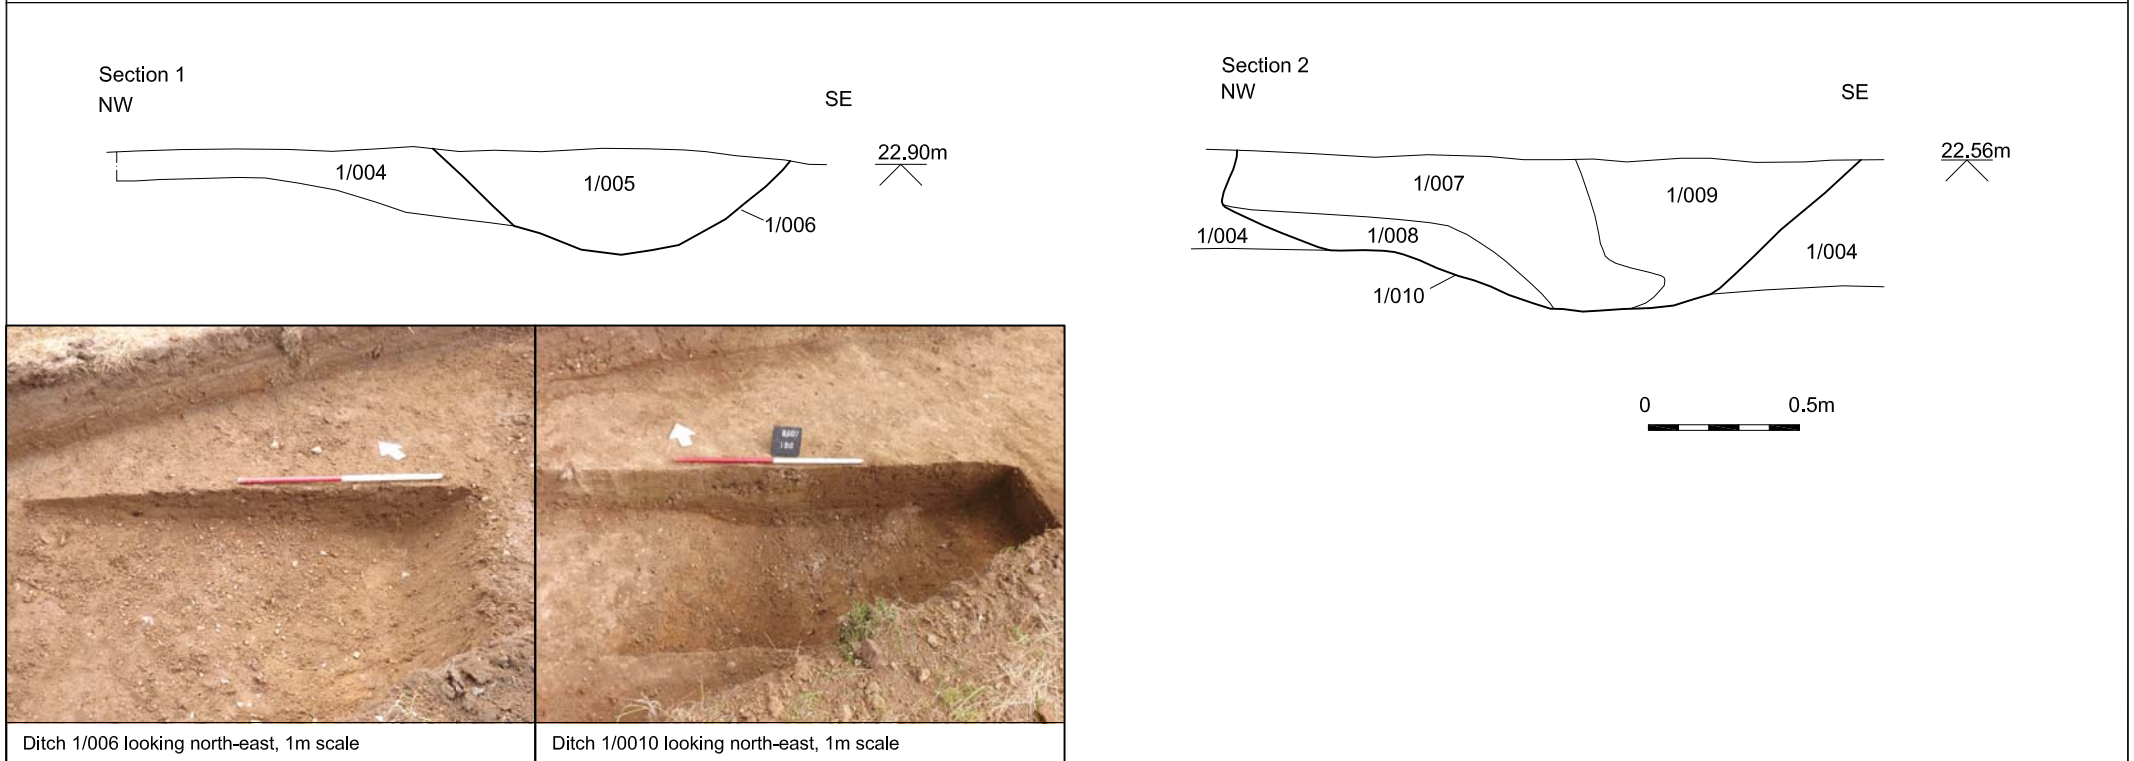 Section 1
NW
SE
22.90m
1/004
1/005
1/006
Section 2
NW
SE
22.56m
1/007
1/009
1/004
1/008
1/004
1/010
0 0.5m
Ditch 1/006 looking north-east, 1m scale
Ditch 1/0010 looking north-east, 1m scale